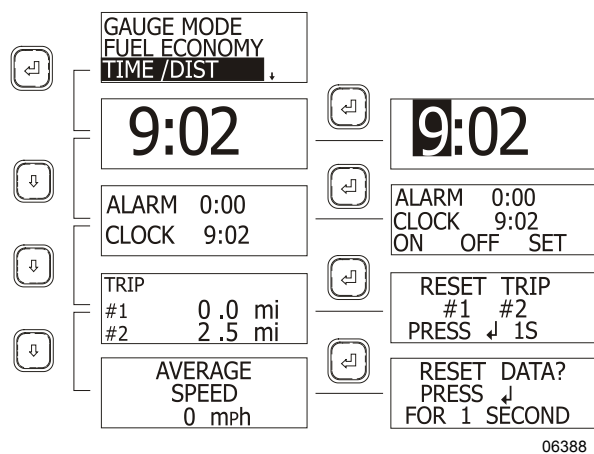 GAUGE MODE
FUEL ECONOMY
TIME /DIST ↓
9:02
9:02
ALARM 0:00
CLOCK 9:02
ALARM 0:00
CLOCK 9:02
ON OFF SET
TRIP
#1 0.0 mi
#2 2.5 mi
RESET TRIP
#1 #2
PRESS ↲ 1S
AVERAGE
SPEED
0 mPh
RESET DATA?
PRESS ↲
FOR 1 SECOND
06388